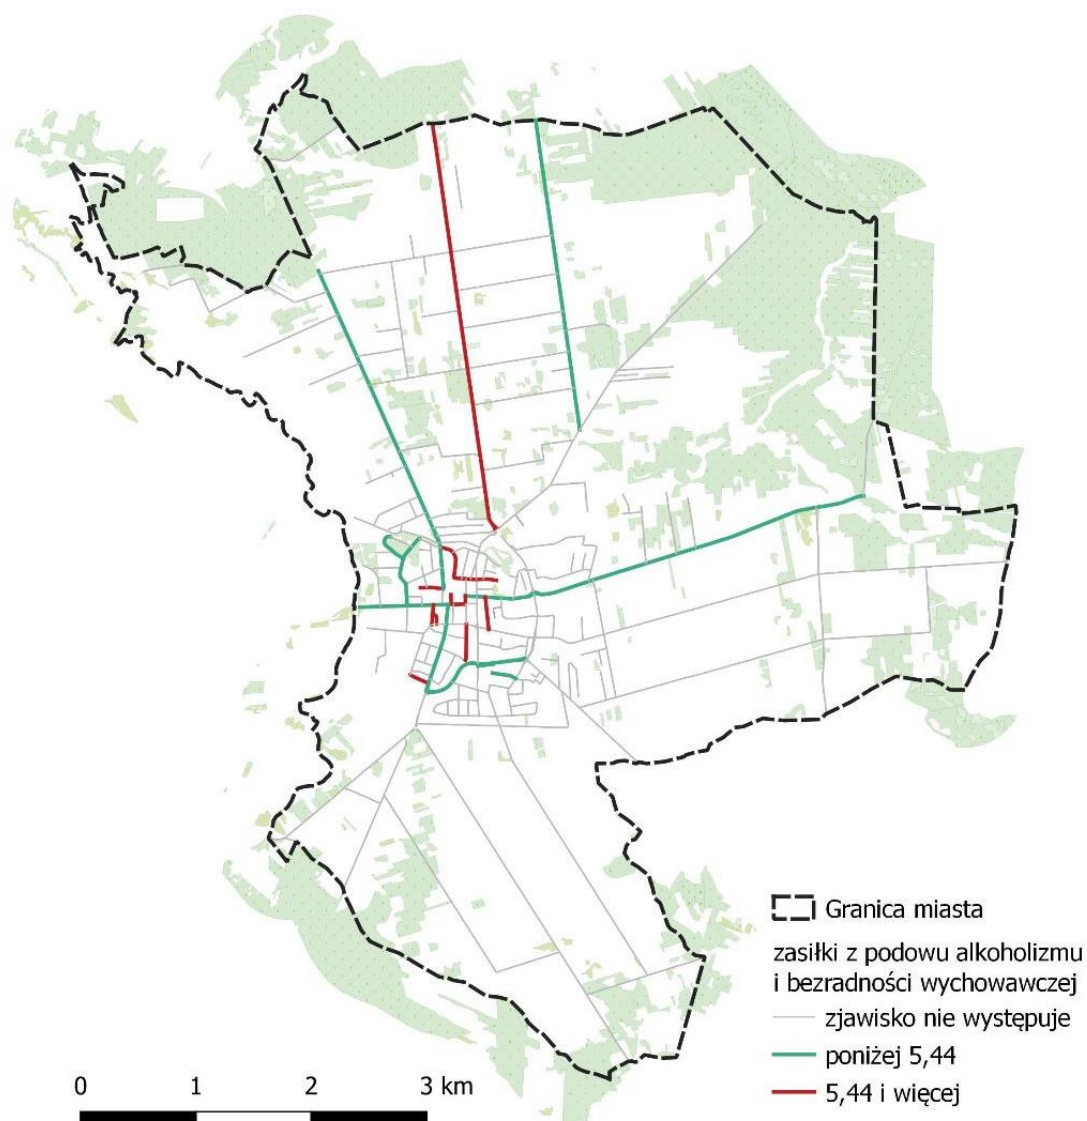 Granica miasta
zasiłki z podowu alkoholizmu
i bezradności wychowawczej
zjawisko nie występuje
poniżej 5,44
5,44 i więcej
0 1 2 3 km